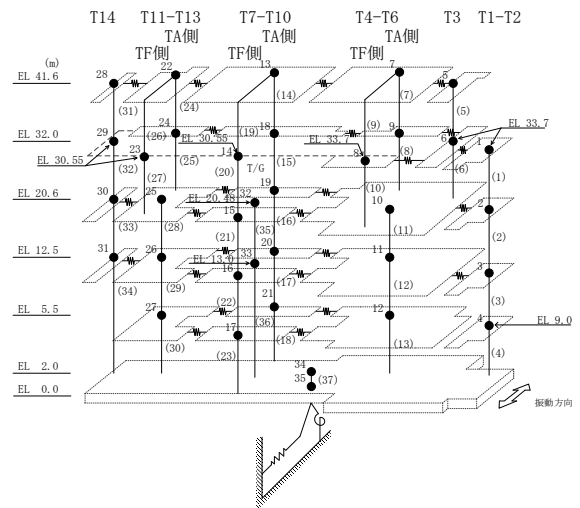 T14 T11−T13 T7−T10 T4−T6 T3 T1−T2
TA側 TA側 TA側
TF側 TF側 TF側
(m)
EL 41.6
28 22 13 7 5
(31) (24) (14) (7) (5)
EL 32.0
29 24 (19) 18 (9) 9 6 1 EL 33.7
(26) EL 30.55 EL 33.7
EL 30.55 23 14 8 (8)
(32) (25) (20) T/G (15) (6) (1)
(27) (10)
EL 20.6
30 25 19 10 2
EL 20.48 32
15
(33) (28) (35) (16) (11) (2)
(21)
EL 12.5
31 26 20 11 3
EL 13.0 33
16
(34) (29) (17) (12) (3)
EL 5.5
27 (22) 21 12 4 EL 9.0
17 (36)
(30) (23) (18) (13) (4)
EL 2.0
34
EL 0.0
35 (37)
振動方向